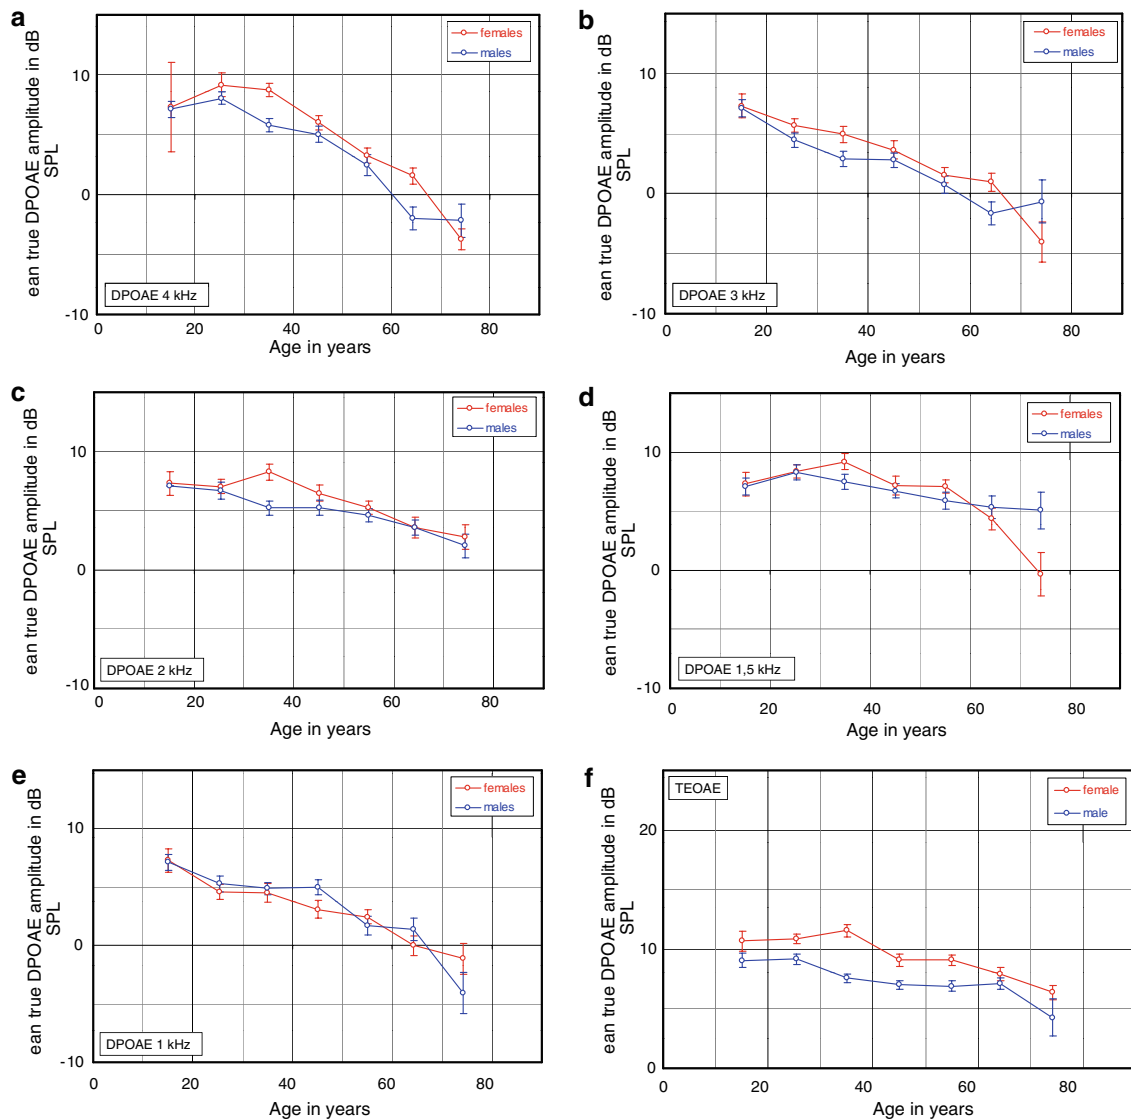 a
ean true DPOAE amplitude in dB
SPL
females
males
10
0
-10
DPOAE 4 kHz
0 20 40 60 80
Age in years
b
ean true DPOAE amplitude in dB
SPL
females
males
10
0
-10
DPOAE 3 kHz
0 20 40 60 80
Age in years
c
ean true DPOAE amplitude in dB
SPL
females
males
10
0
-10
DPOAE 2 kHz
0 20 40 60 80
Age in years
d
ean true DPOAE amplitude in dB
SPL
females
males
10
0
-10
DPOAE 1,5 kHz
0 20 40 60 80
Age in years
e
ean true DPOAE amplitude in dB
SPL
females
males
10
0
-10
DPOAE 1 kHz
0 20 40 60 80
Age in years
f
ean true DPOAE amplitude in dB
SPL
TEOAE
female
male
20
10
0
0 20 40 60 80
Age in years